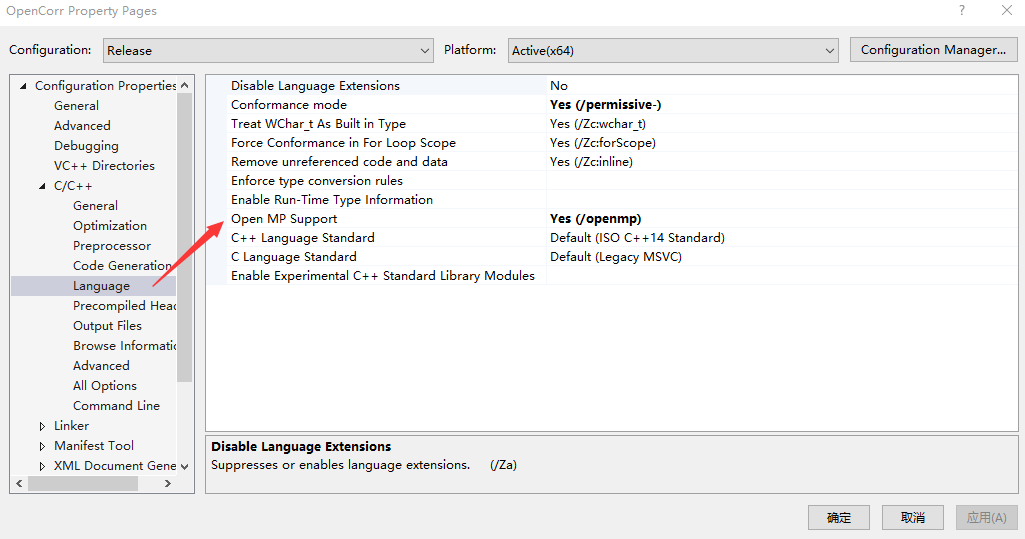 OpenCorr Property Pages
Configuration: Release Platform: Active(x64) Configuration Manager...
Configuration Properties
General
Advanced
Debugging
VC++ Directories
C/C++
General
Optimization
Preprocessor
Code Generation
Language
Precompiled Head
Output Files
Browse Informatic
Advanced
All Options
Command Line
Linker
Manifest Tool
XML Document Gene
Disable Language Extensions No
Conformance mode Yes (/permissive-)
Treat WChar_t As Built in Type Yes (/Zc:wchar_t)
Force Conformance in For Loop Scope Yes (/Zc:forScope)
Remove unreferenced code and data Yes (/Zc:inline)
Enforce type conversion rules
Enable Run-Time Type Information
Open MP Support Yes (/openmp)
C++ Language Standard Default (ISO C++14 Standard)
C Language Standard Default (Legacy MSVC)
Enable Experimental C++ Standard Library Modules
Disable Language Extensions
Suppresses or enables language extensions. (/Za)
确定 取消 应用(A)